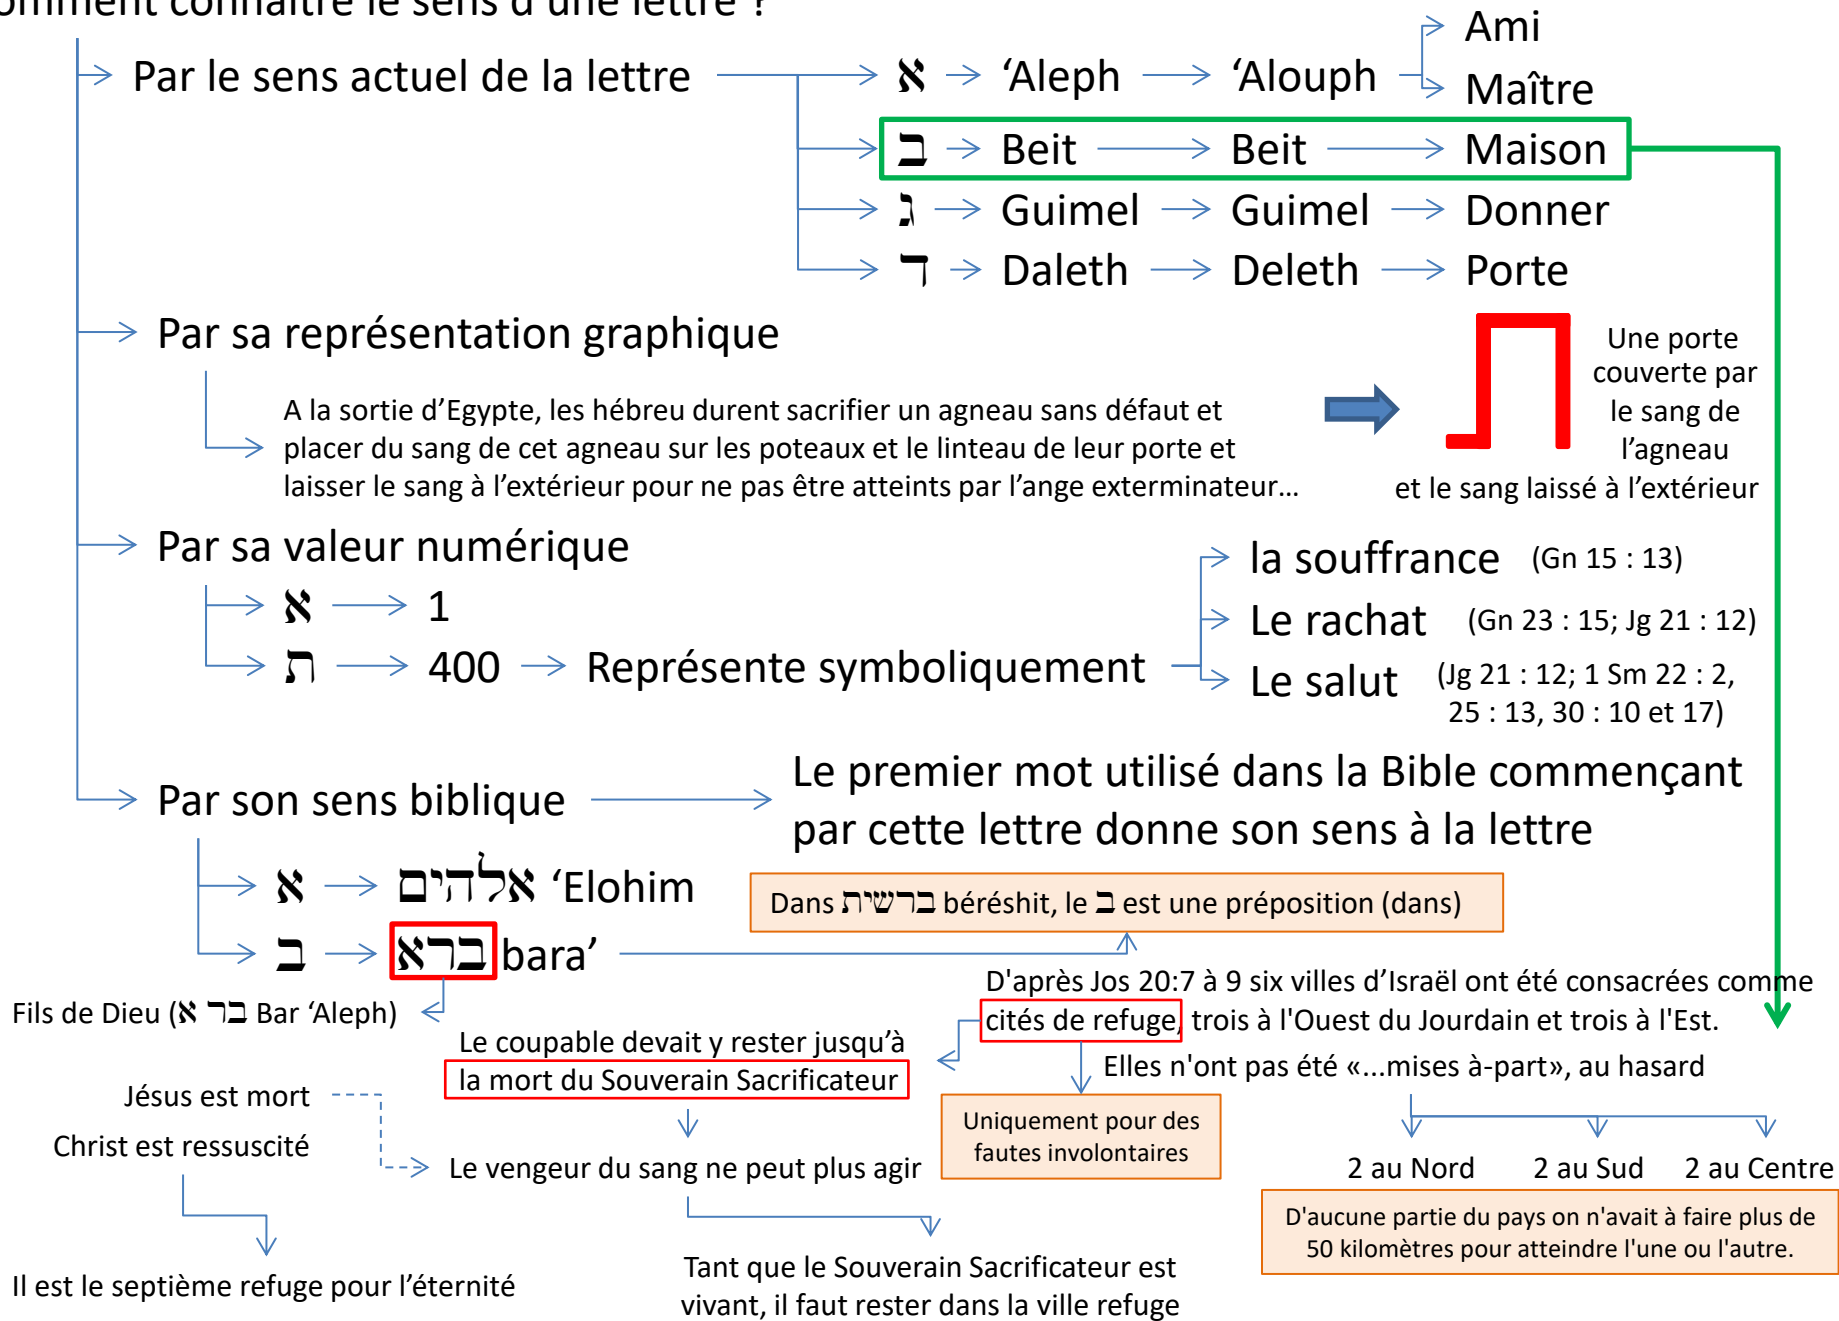 omment connaître le sens d'une lettre ?
Par le sens actuel de la lettre
א ‘Aleph ‘Alouph Ami
Maître
ב Beit Beit Maison
ג Guimel Guimel Donner
ד Daleth Deleth Porte
Par sa représentation graphique
A la sortie d’Egypte, les hébreu durent sacrifier un agneau sans défaut et
placer du sang de cet agneau sur les poteaux et le linteau de leur porte et
laisser le sang à l’extérieur pour ne pas être atteints par l’ange exterminateur…
Une porte
couverte par
le sang de
l’agneau
et le sang laissé à l’extérieur
Par sa valeur numérique
א 1
ת 400 Représente symboliquement
la souffrance (Gn 15 : 13)
Le rachat (Gn 23 : 15; Jg 21 : 12)
Le salut (Jg 21 : 12; 1 Sm 22 : 2,
25 : 13, 30 : 10 et 17)
Par son sens biblique
Le premier mot utilisé dans la Bible commençant
par cette lettre donne son sens à la lettre
א אלהים ‘Elohim
ב ברא bara’
Dans ברשית béréshit, le ב est une préposition (dans)
Fils de Dieu (בר א Bar ‘Aleph)
D'après Jos 20:7 à 9 six villes d’Israël ont été consacrées comme
cités de refuge, trois à l'Ouest du Jourdain et trois à l'Est.
Le coupable devait y rester jusqu’à
la mort du Souverain Sacrificateur
Elles n'ont pas été «...mises à-part», au hasard
Uniquement pour des
fautes involontaires
Jésus est mort
Christ est ressuscité
Le vengeur du sang ne peut plus agir
2 au Nord 2 au Sud 2 au Centre
D'aucune partie du pays on n'avait à faire plus de
50 kilomètres pour atteindre l'une ou l'autre.
Il est le septième refuge pour l’éternité
Tant que le Souverain Sacrificateur est
vivant, il faut rester dans la ville refuge